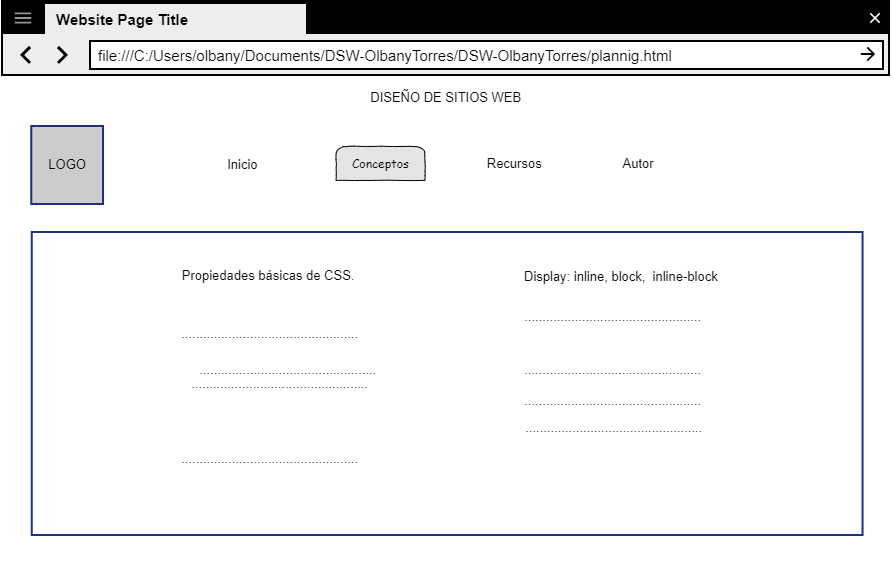 Website Page Title
file:///C:/Users/olbany/Documents/DSW-OlbanyTorres/DSW-OlbanyTorres/plannig.html
DISEÑO DE SITIOS WEB
LOGO
Inicio
Conceptos
Recursos
Autor
Propiedades básicas de CSS.
Display: inline, block, inline-block